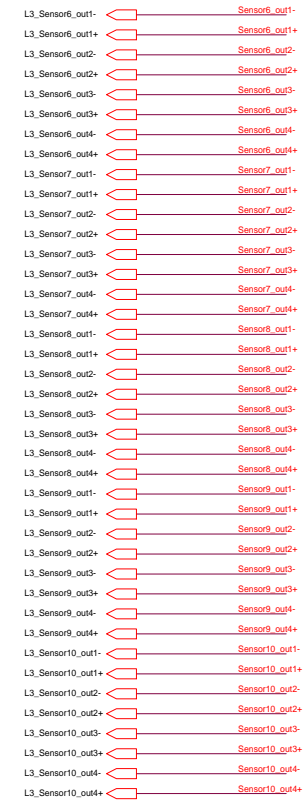 L3_Sensor6_out1- Sensor6_out1-
L3_Sensor6_out1+ Sensor6_out1+
L3_Sensor6_out2- Sensor6_out2-
L3_Sensor6_out2+ Sensor6_out2+
L3_Sensor6_out3- Sensor6_out3-
L3_Sensor6_out3+ Sensor6_out3+
L3_Sensor6_out4- Sensor6_out4-
L3_Sensor6_out4+ Sensor6_out4+
L3_Sensor7_out1- Sensor7_out1-
L3_Sensor7_out1+ Sensor7_out1+
L3_Sensor7_out2- Sensor7_out2-
L3_Sensor7_out2+ Sensor7_out2+
L3_Sensor7_out3- Sensor7_out3-
L3_Sensor7_out3+ Sensor7_out3+
L3_Sensor7_out4- Sensor7_out4-
L3_Sensor7_out4+ Sensor7_out4+
L3_Sensor8_out1- Sensor8_out1-
L3_Sensor8_out1+ Sensor8_out1+
L3_Sensor8_out2- Sensor8_out2-
L3_Sensor8_out2+ Sensor8_out2+
L3_Sensor8_out3- Sensor8_out3-
L3_Sensor8_out3+ Sensor8_out3+
L3_Sensor8_out4- Sensor8_out4-
L3_Sensor8_out4+ Sensor8_out4+
L3_Sensor9_out1- Sensor9_out1-
L3_Sensor9_out1+ Sensor9_out1+
L3_Sensor9_out2- Sensor9_out2-
L3_Sensor9_out2+ Sensor9_out2+
L3_Sensor9_out3- Sensor9_out3-
L3_Sensor9_out3+ Sensor9_out3+
L3_Sensor9_out4- Sensor9_out4-
L3_Sensor9_out4+ Sensor9_out4+
L3_Sensor10_out1- Sensor10_out1-
L3_Sensor10_out1+ Sensor10_out1+
L3_Sensor10_out2- Sensor10_out2-
L3_Sensor10_out2+ Sensor10_out2+
L3_Sensor10_out3- Sensor10_out3-
L3_Sensor10_out3+ Sensor10_out3+
L3_Sensor10_out4- Sensor10_out4-
L3_Sensor10_out4+ Sensor10_out4+